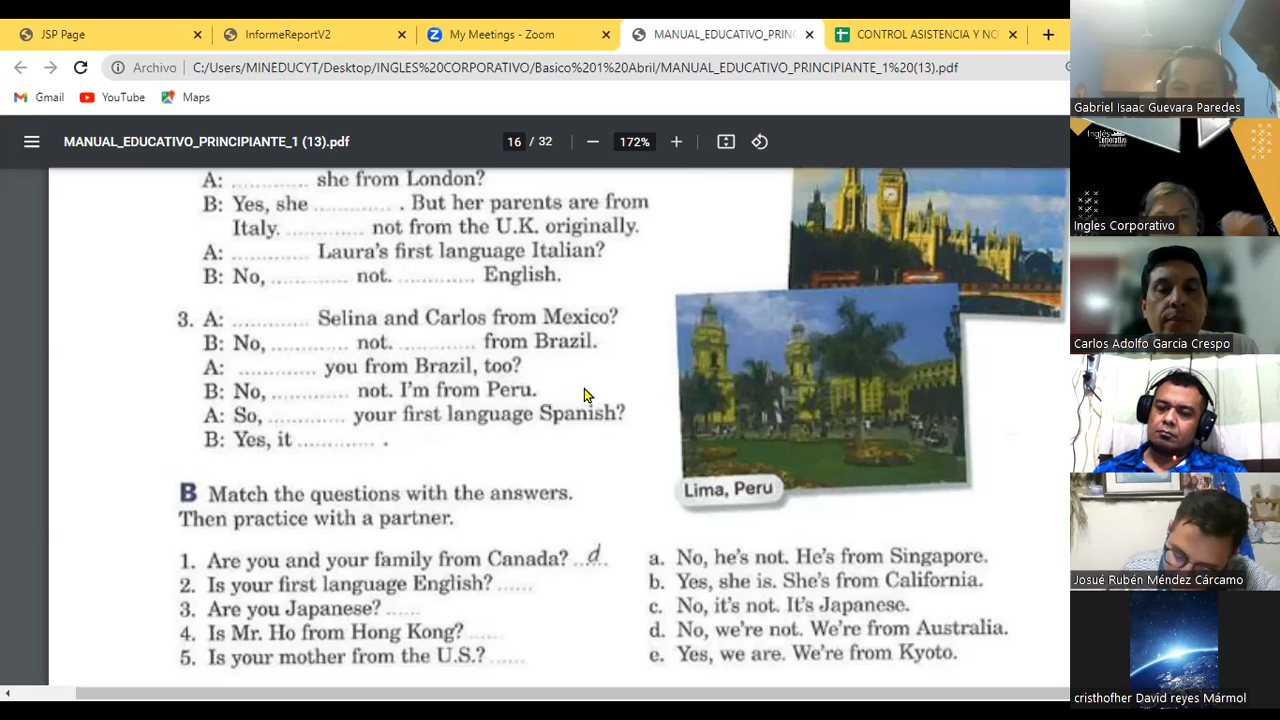 JSP Page
InformeReportV2
My Meetings - Zoom
MANUAL_EDUCATIVO_PRINC
CONTROL ASISTENCIA Y NO
Archivo
C:/Users/MINEDUCYT/Desktop/INGLES%20CORPORATIVO/Basico%201%20Abril/MANUAL_EDUCATIVO_PRINCIPIANTE_1%20(13).pdf
Gmail
YouTube
Maps
MANUAL_EDUCATIVO_PRINCIPIANTE_1 (13).pdf
16 / 32
172%
A: ............ she from London?
B: Yes, she ............ . But her parents are from
Italy. ............ not from the U.K. originally.
A: ............ Laura's first language Italian?
B: No, ............ not. ............ English.
3. A: ............ Selina and Carlos from Mexico?
B: No, ............ not. ............ from Brazil.
A: ............ you from Brazil, too?
B: No, ............ not. I'm from Peru.
A: So, ............ your first language Spanish?
B: Yes, it ............ .
Lima, Peru
B Match the questions with the answers.
Then practice with a partner.
1. Are you and your family from Canada? ..d...
2. Is your first language English? ......
3. Are you Japanese? ......
4. Is Mr. Ho from Hong Kong? ......
5. Is your mother from the U.S.? ......
a. No, he's not. He's from Singapore.
b. Yes, she is. She's from California.
c. No, it's not. It's Japanese.
d. No, we're not. We're from Australia.
e. Yes, we are. We're from Kyoto.
Gabriel Isaac Guevara Paredes
Inglés
Corporativo
Ingles Corporativo
Carlos Adolfo Garcia Crespo
Josué Rubén Méndez Cárcamo
cristhofher David reyes Mármol